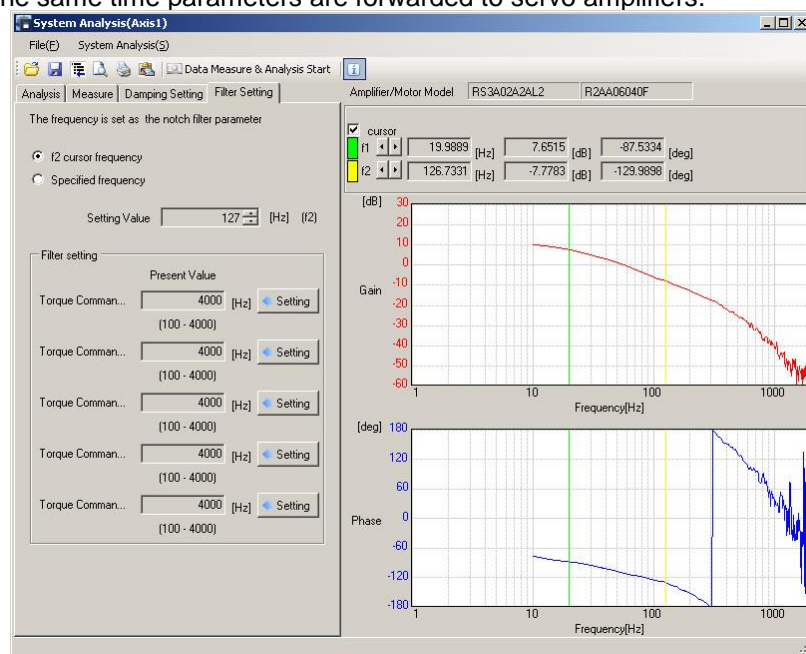 he same time parameters are forwarded to servo amplifiers.
System Analysis(Axis1)
File(F) System Analysis(S)
Data Measure & Analysis Start
Analysis Measure Damping Setting Filter Setting
Amplifier/Motor Model RS3A02A2AL2 R2AA06040F
The frequency is set as the notch filter parameter
cursor
f1 19.9889 [Hz] 7.6515 [dB] -87.5334 [deg]
f2 126.7331 [Hz] -7.7783 [dB] -129.9898 [deg]
f2 cursor frequency
Specified frequency
Setting Value 127 [Hz] (f2)
Filter setting
Present Value
Torque Comman... 4000 [Hz] Setting
(100 - 4000)
Torque Comman... 4000 [Hz] Setting
(100 - 4000)
Torque Comman... 4000 [Hz] Setting
(100 - 4000)
Torque Comman... 4000 [Hz] Setting
(100 - 4000)
Torque Comman... 4000 [Hz] Setting
(100 - 4000)
[dB] 30
20
10
0
Gain -10
-20
-30
-40
-50
-60
1 10 100 1000
Frequency[Hz]
[deg] 180
120
60
Phase 0
-60
-120
-180
1 10 100 1000
Frequency[Hz]